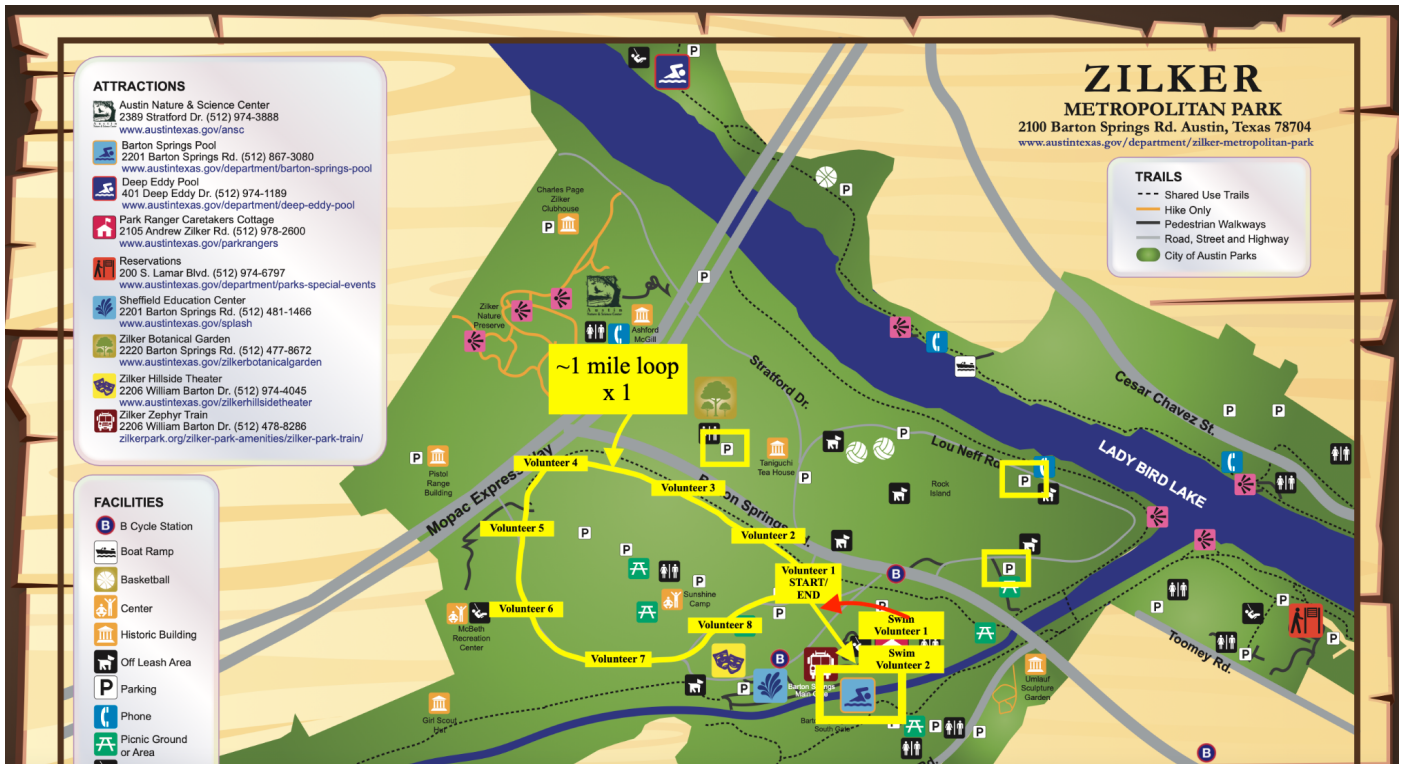 ZILKER
METROPOLITAN PARK
2100 Barton Springs Rd. Austin, Texas 78704
www.austintexas.gov/department/zilker-metropolitan-park
ATTRACTIONS
Austin Nature & Science Center
2389 Stratford Dr. (512) 974-3888
www.austintexas.gov/ansc
Barton Springs Pool
2201 Barton Springs Rd. (512) 867-3080
www.austintexas.gov/department/barton-springs-pool
Deep Eddy Pool
401 Deep Eddy Dr. (512) 974-1189
www.austintexas.gov/department/deep-eddy-pool
Park Ranger Caretakers Cottage
2105 Andrew Zilker Rd. (512) 978-2600
www.austintexas.gov/parkrangers
Reservations
200 S. Lamar Blvd. (512) 974-6797
www.austintexas.gov/department/parks-special-events
Sheffield Education Center
2201 Barton Springs Rd. (512) 481-1466
www.austintexas.gov/splash
Zilker Botanical Garden
2220 Barton Springs Rd. (512) 477-8672
www.austintexas.gov/zilkerbotanicalgarden
Zilker Hillside Theater
2206 William Barton Dr. (512) 974-4045
www.austintexas.gov/zilkerhillsidetheater
Zilker Zephyr Train
2206 William Barton Dr. (512) 478-8286
zilkerpark.org/zilker-park-amenities/zilker-park-train/
TRAILS
Shared Use Trails
Hike Only
Pedestrian Walkways
Road, Street and Highway
City of Austin Parks
FACILITIES
B Cycle Station
Boat Ramp
Basketball
Center
Historic Building
Off Leash Area
Parking
Phone
Picnic Ground
or Area
Charles Page
Zilker
Clubhouse
Zilker
Nature
Preserve
Ashford
McGill
~1 mile loop
x 1
Stratford Dr.
Cesar Chavez St.
LADY BIRD LAKE
Lou Neff R
Rock
Island
Taniguchi
Tea House
Pistol
Range
Building
Mopac Express
ay
Volunteer 4
Volunteer 3
Volunteer 5
Volunteer 2
Volunteer 1
START/
END
Volunteer 6
Volunteer 8
Volunteer 7
Swim
Volunteer 1
Swim
Volunteer 2
Sunshine
Camp
McBeth
Recreation
Center
Girl Scout
Umlauf
Sculpture
Garden
Toomey Rd.